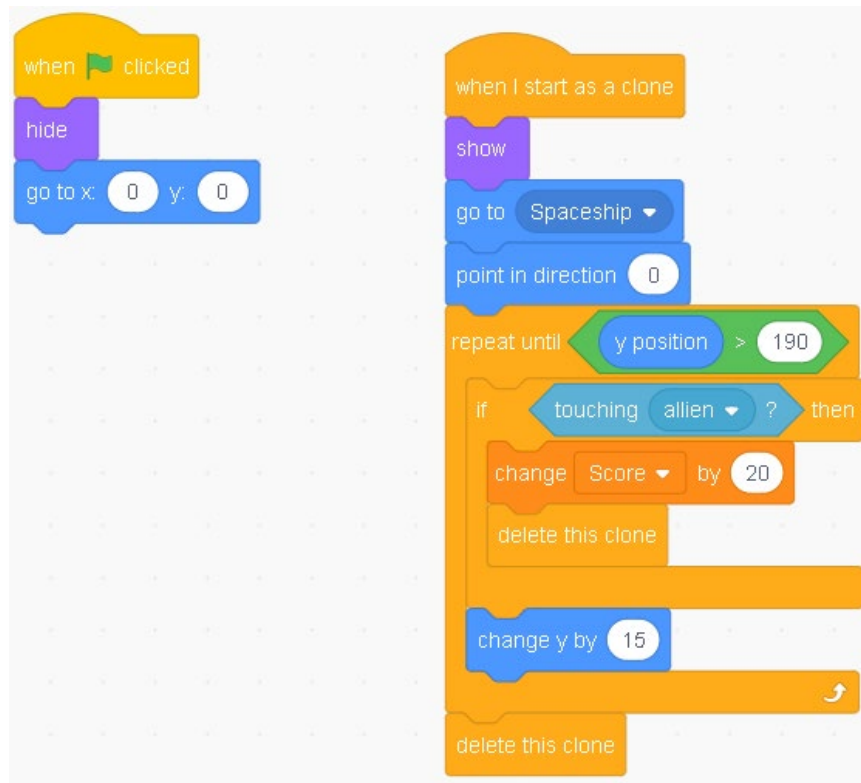 when clicked
hide
go to x: 0 y: 0
when I start as a clone
show
go to Spaceship
point in direction 0
repeat until y position > 190
if touching allien ? then
change Score by 20
delete this clone
change y by 15
delete this clone